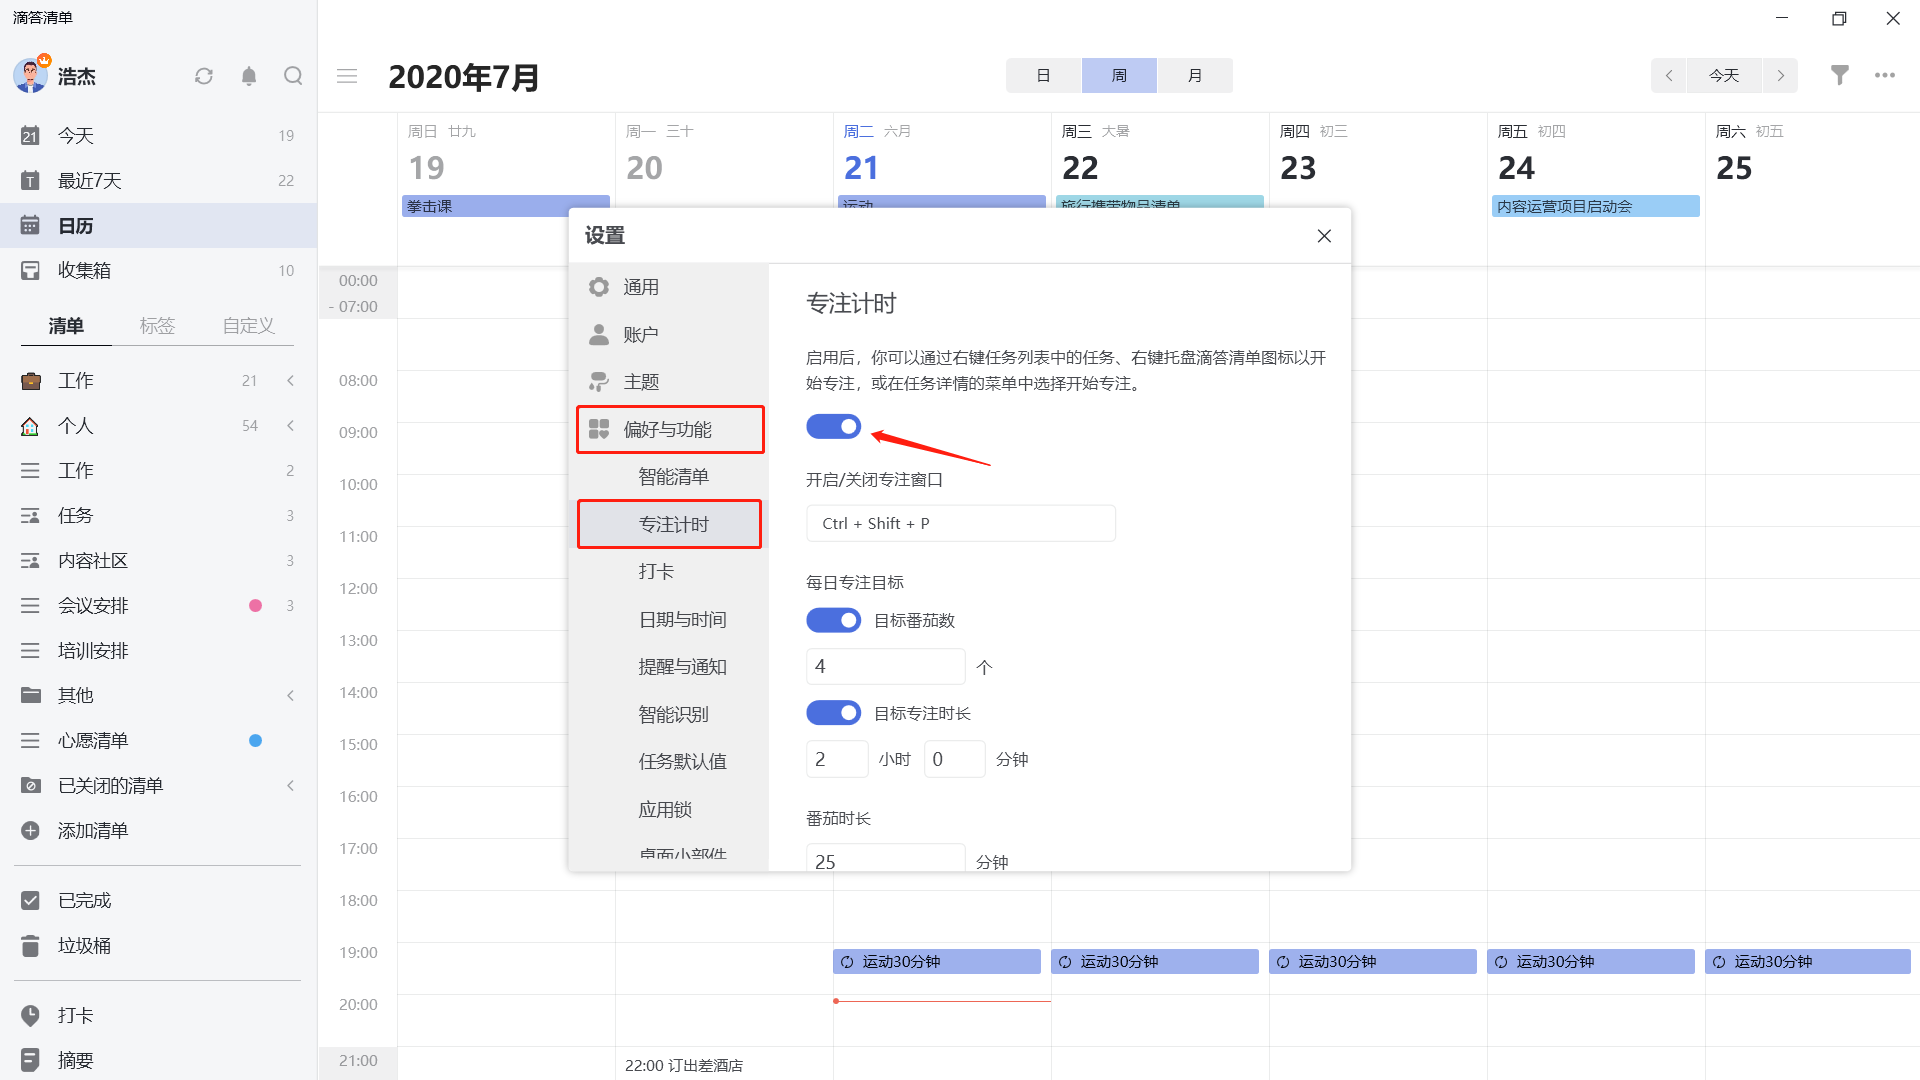 滴答清单
浩杰
今天 19
最近7天 22
日历
收集箱 10
清单 标签 自定义
工作 21
个人 54
工作 2
任务 3
内容社区 3
会议安排 3
培训安排
其他
心愿清单
已关闭的清单
添加清单
已完成
垃圾桶
打卡
摘要
2020年7月
日 周 月
今天
周日 廿九
19
周一 三十
20
周二 六月
21
周三 大暑
22
周四 初三
23
周五 初四
24
周六 初五
25
拳击课
运动
旅行携带物品清单
内容运营项目启动会
00:00
- 07:00
08:00
09:00
10:00
11:00
12:00
13:00
14:00
15:00
16:00
17:00
18:00
19:00
20:00
21:00
设置
通用
账户
主题
偏好与功能
智能清单
专注计时
打卡
日期与时间
提醒与通知
智能识别
任务默认值
应用锁
桌面小部件
专注计时
启用后，你可以通过右键任务列表中的任务、右键托盘滴答清单图标以开
始专注，或在任务详情的菜单中选择开始专注。
开启/关闭专注窗口
Ctrl + Shift + P
每日专注目标
目标番茄数
4 个
目标专注时长
2 小时 0 分钟
番茄时长
25 分钟
运动30分钟
运动30分钟
运动30分钟
运动30分钟
运动30分钟
22:00 订出差酒店